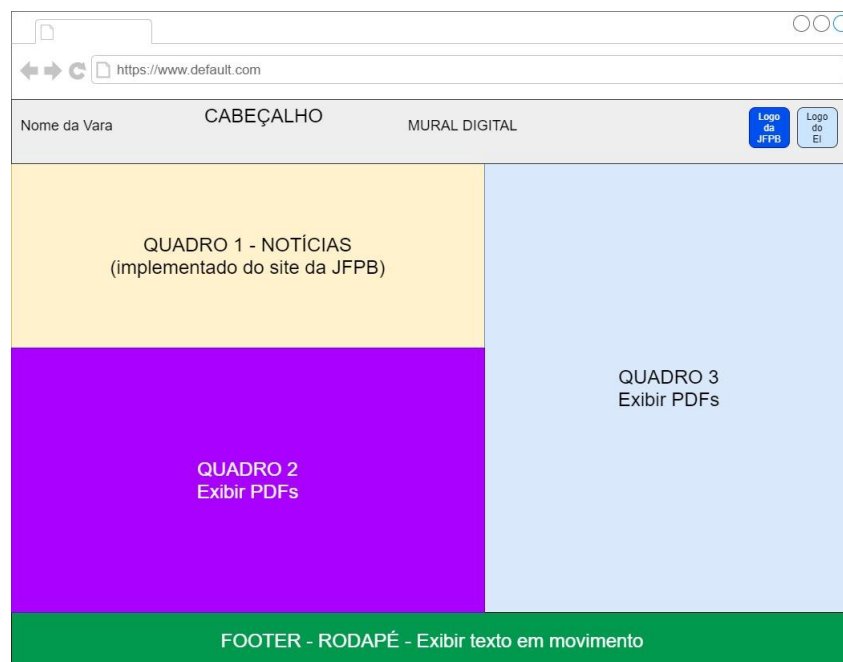 https://www.default.com
Nome da Vara
CABEÇALHO
MURAL DIGITAL
Logo
da
JFPB
Logo
do
EI
QUADRO 1 - NOTÍCIAS
(implementado do site da JFPB)
QUADRO 2
Exibir PDFs
QUADRO 3
Exibir PDFs
FOOTER - RODAPÉ - Exibir texto em movimento